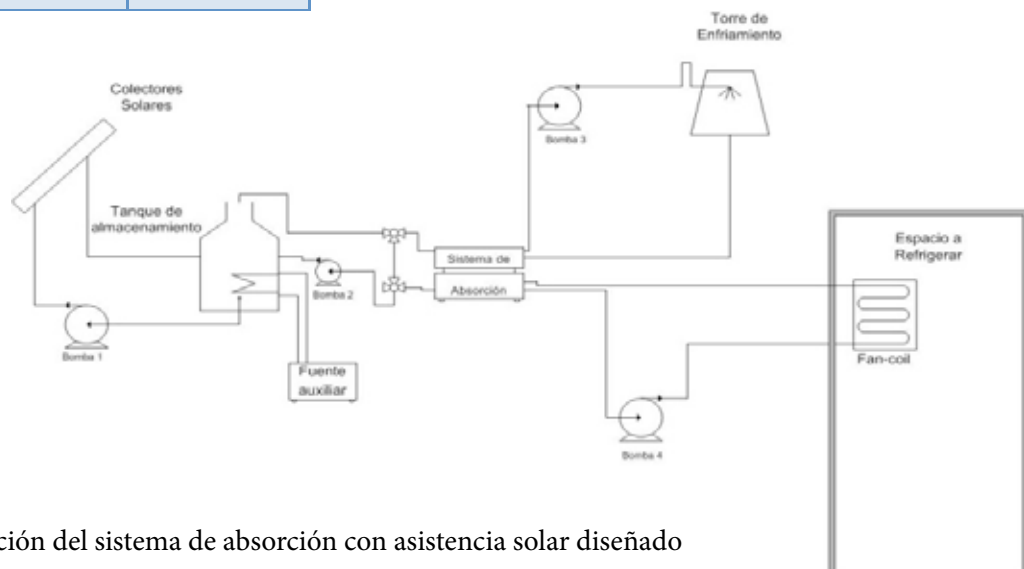 Torre de
Enfriamiento
Colectores
Solares
Bomba 3
Tanque de
almacenamiento
Espacio a
Refrigerar
Sistema de
Absorción
Bomba 2
Bomba 1
Fan-coil
Fuente
auxiliar
Bomba 4
ción del sistema de absorción con asistencia solar diseñado